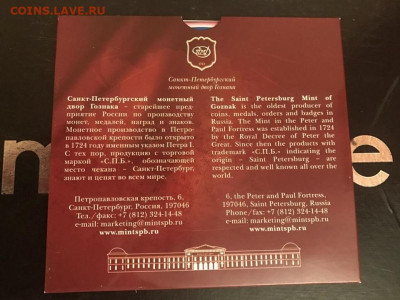 COINS.LAVE.RU
Санкт-Петербургский
монетный двор Гознака
Санкт-Петербургский монетный
двор Гознака – старейшее пред-
приятие России по производству
монет, медалей, наград и знаков.
Монетное производство в Петро-
павловской крепости было открыто
в 1724 году именным указом Петра I.
С тех пор, продукцию с торговой
маркой «С.П.Б.», обозначающей
место чекана – Санкт-Петербург,
знают и ценят во всем мире.
Петропавловская крепость, 6,
Санкт-Петербург, Россия, 197046
Тел./факс: +7 (812) 324-14-48
e-mail: marketing@mintspb.ru
www.mintspb.ru
The Saint Petersburg Mint of
Goznak is the oldest producer of
coins, medals, orders and badges
in Russia. The Mint in the Peter and
Paul Fortress was established in 1724
by the Royal Decree of Peter the
Great. Since then the products with
trademark «С.П.Б.» indicating the
origin – Saint Petersburg – are
respected and well known all over the
world.
6, the Peter and Paul Fortress,
197046, Saint Petersburg, Russia
Phone/fax: +7 (812) 324-14-48
e-mail: marketing@mintspb.ru
www.mintspb.ru